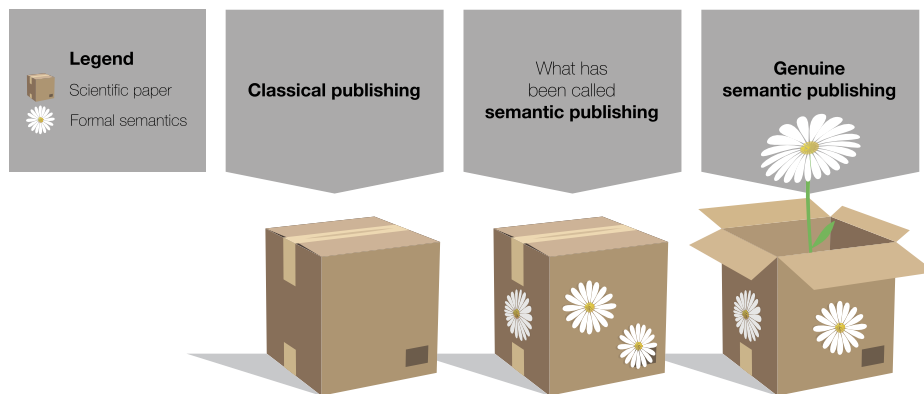 Legend
Scientific paper
Formal semantics
Classical publishing
What has
been called
semantic publishing
Genuine
semantic publishing